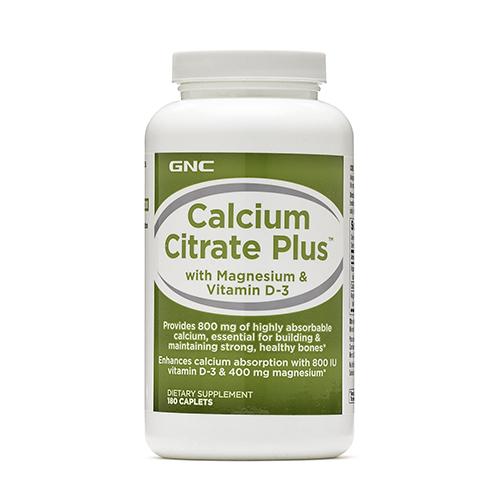 GNC
Calcium
Citrate Plus™
with Magnesium &
Vitamin D-3
Provides 800 mg of highly absorbable
calcium, essential for building &
maintaining strong, healthy bones*
Enhances calcium absorption with 800 IU
vitamin D-3 & 400 mg magnesium*
DIETARY SUPPLEMENT
180 CAPLETS